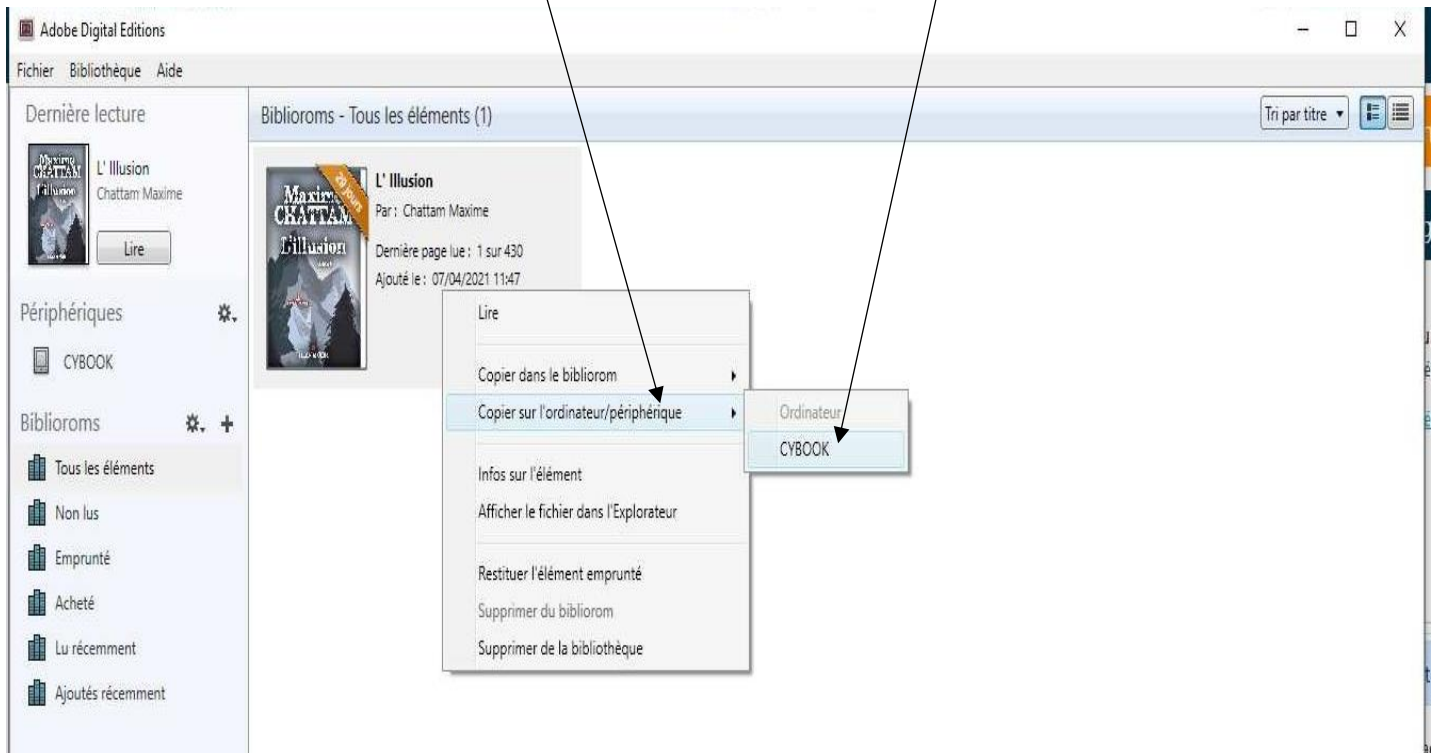 Adobe Digital Editions
Fichier Bibliothèque Aide
Dernière lecture
Maxime
CHATTAM
L'illusion
L' Illusion
Chattam Maxime
Lire
Périphériques
CYBOOK
Biblioroms
Tous les éléments
Non lus
Emprunté
Acheté
Lu récemment
Ajoutés récemment
Biblioroms - Tous les éléments (1)
Tri par titre
29 jours
CHATTAM
L'illusion
L' Illusion
Par : Chattam Maxime
Dernière page lue : 1 sur 430
Ajouté le : 07/04/2021 11:47
Lire
Copier dans le bibliorom
Copier sur l'ordinateur/périphérique
Ordinateur
CYBOOK
Infos sur l'élément
Afficher le fichier dans l'Explorateur
Restituer l'élément emprunté
Supprimer du bibliorom
Supprimer de la bibliothèque